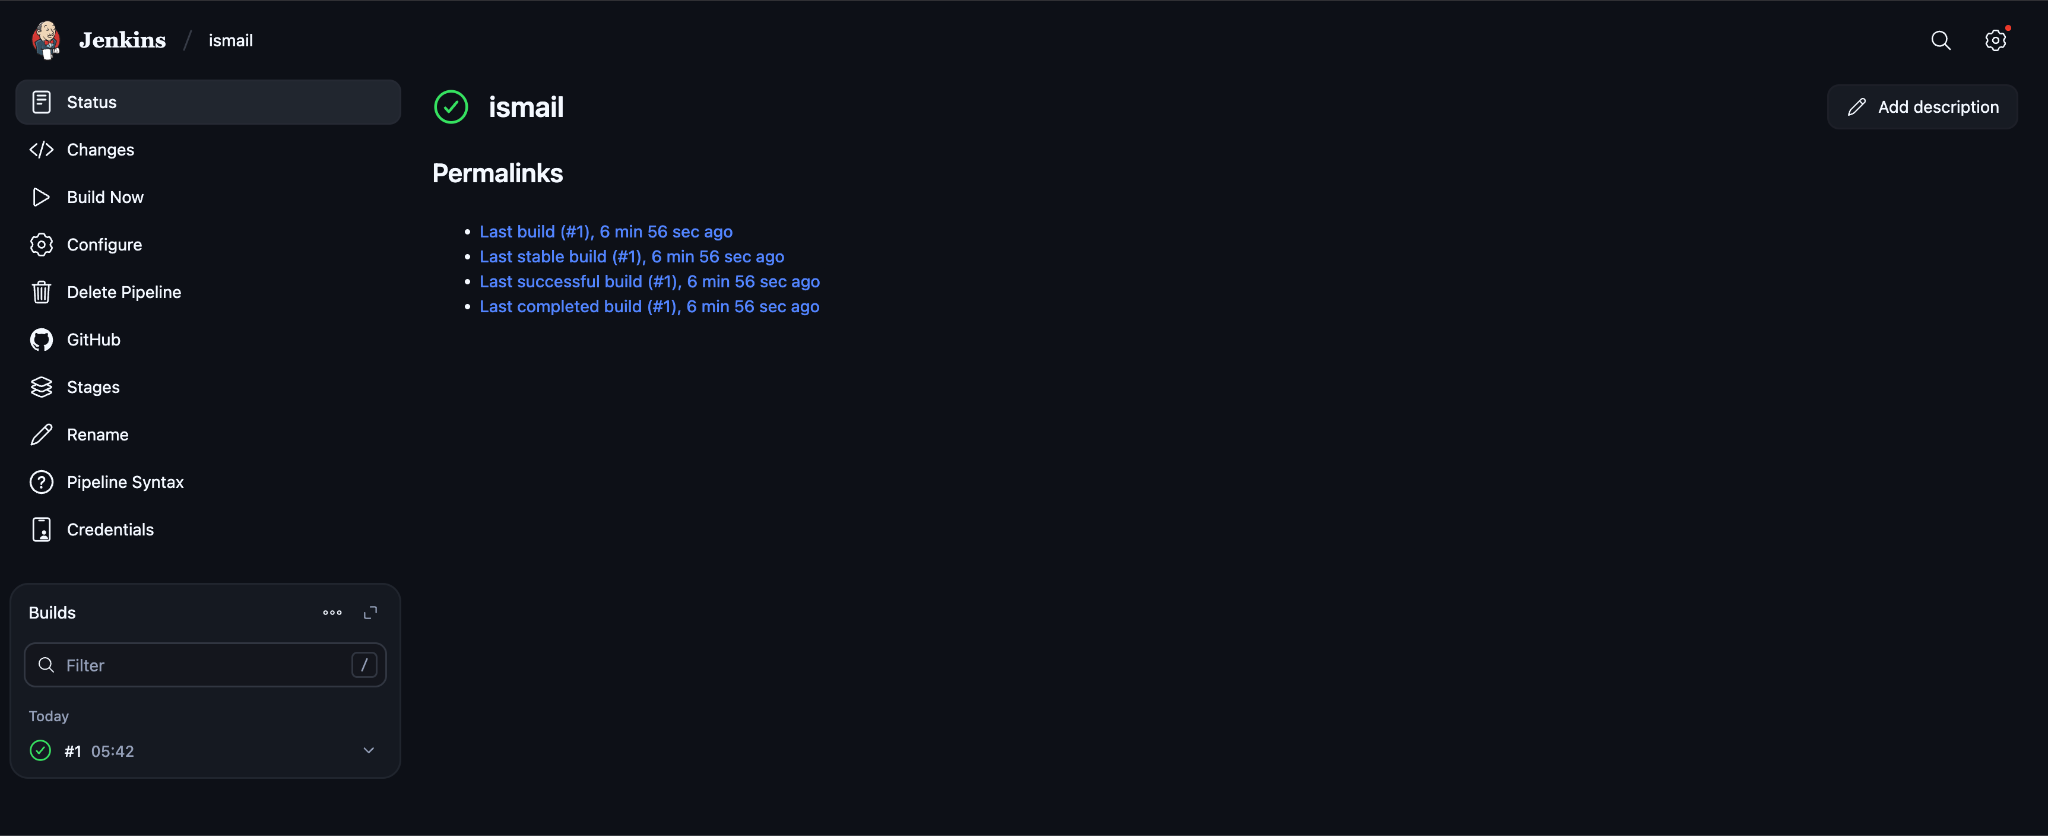 Jenkins / ismail
Status
Changes
Build Now
Configure
Delete Pipeline
GitHub
Stages
Rename
Pipeline Syntax
Credentials
Builds
Filter /
Today
#1 05:42
ismail
Add description
Permalinks
Last build (#1), 6 min 56 sec ago
Last stable build (#1), 6 min 56 sec ago
Last successful build (#1), 6 min 56 sec ago
Last completed build (#1), 6 min 56 sec ago